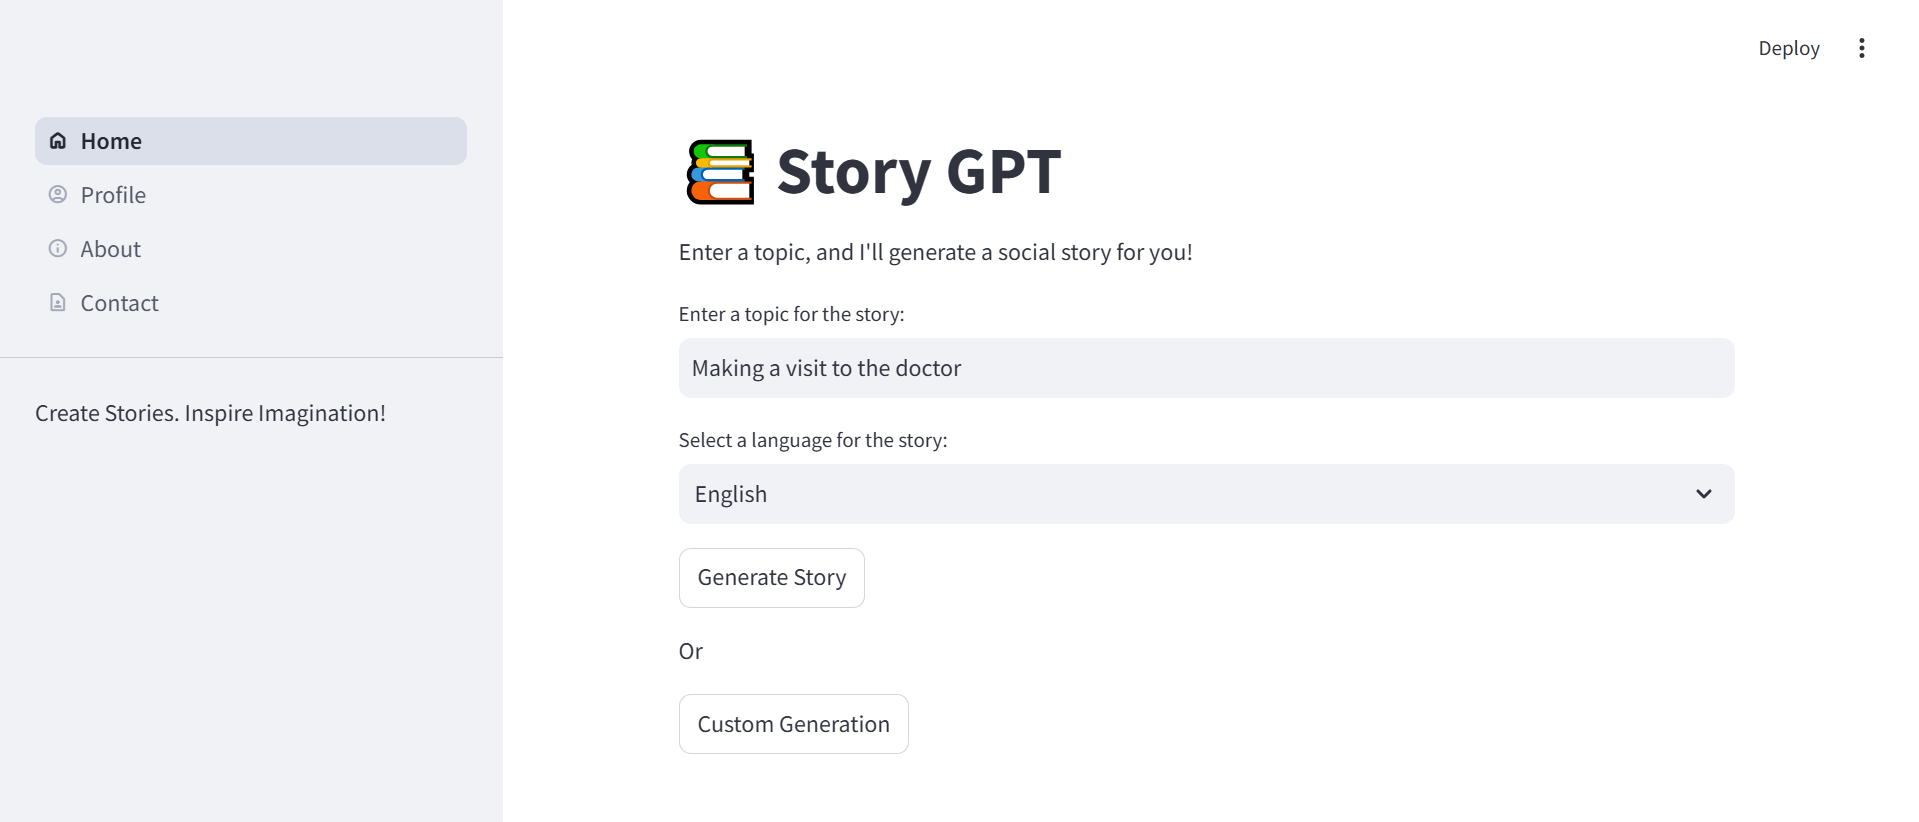 Deploy
Home
Profile
About
Contact
Create Stories. Inspire Imagination!
Story GPT
Enter a topic, and I'll generate a social story for you!
Enter a topic for the story:
Making a visit to the doctor
Select a language for the story:
English
Generate Story
Or
Custom Generation